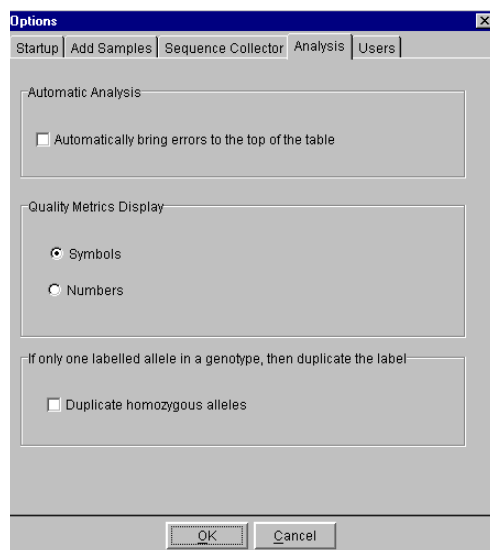 Options
Startup Add Samples Sequence Collector Analysis Users
Automatic Analysis
Automatically bring errors to the top of the table
Quality Metrics Display
Symbols
Numbers
If only one labelled allele in a genotype, then duplicate the label
Duplicate homozygous alleles
OK Cancel